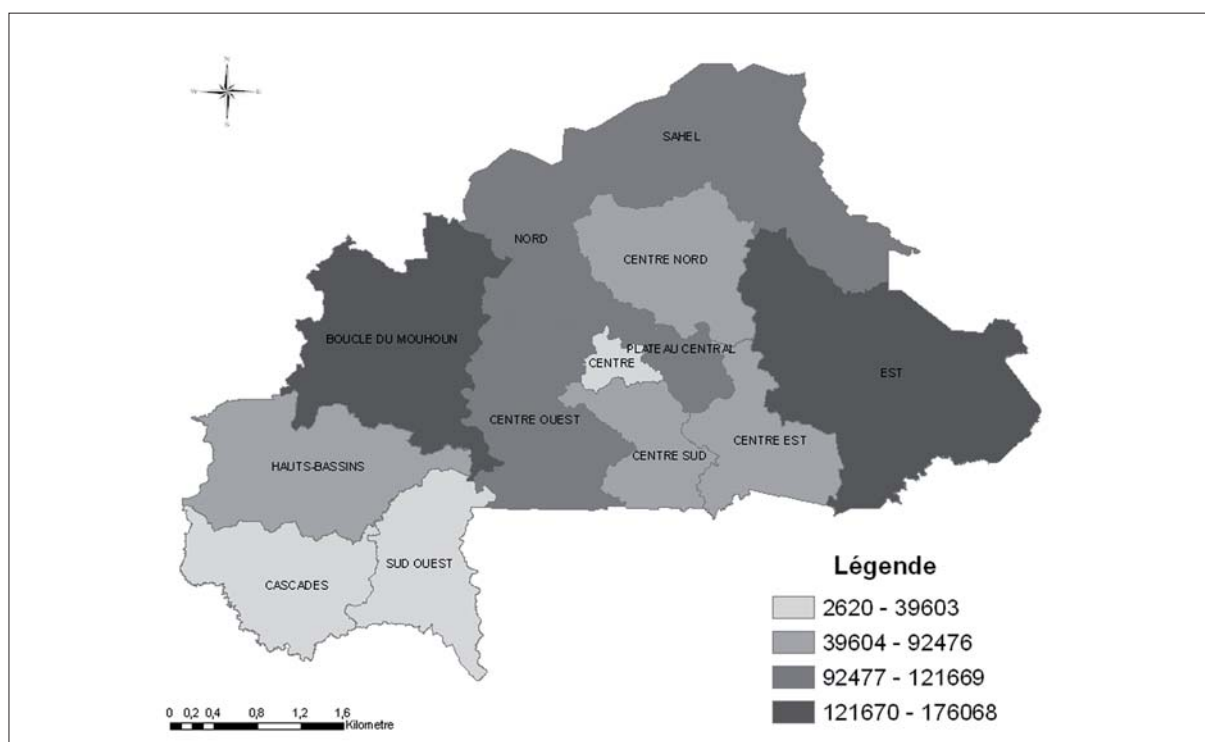 N
W E
S
SAHEL
NORD
CENTRE NORD
BOUCLE DU MOUHOUN
PLATEAU CENTRAL
CENTRE
EST
CENTRE OUEST
CENTRE EST
CENTRE SUD
HAUTS-BASSINS
SUD OUEST
CASCADES
Légende
2620 - 39603
39604 - 92476
92477 - 121669
121670 - 176068
0 0,2 0,4 0,8 1,2 1,6
Kilometre